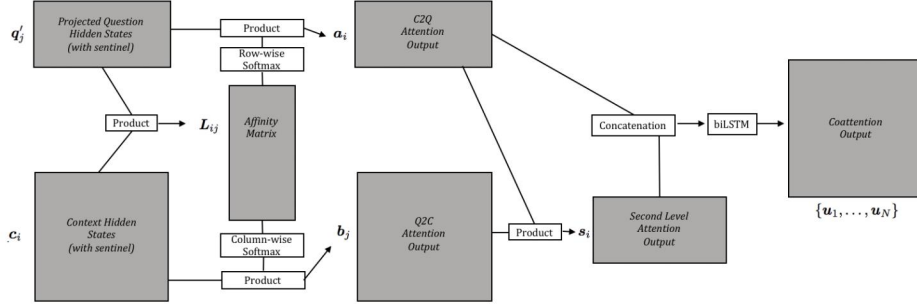 q′_j
Projected Question
Hidden States
(with sentinel)
Product
Row-wise
Softmax
a_i
C2Q
Attention
Output
Product
L_ij
Affinity
Matrix
Concatenation
biLSTM
Coattention
Output
{u_1, . . . , u_N}
c_i
Context Hidden
States
(with sentinel)
Column-wise
Softmax
Product
b_j
Q2C
Attention
Output
Product
s_i
Second Level
Attention
Output